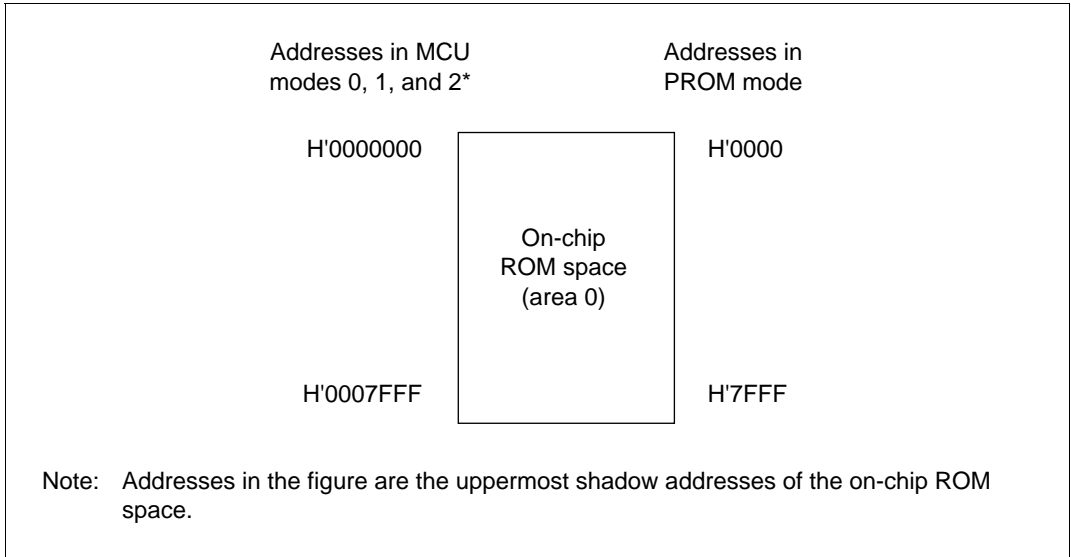 Addresses in MCU
modes 0, 1, and 2*
Addresses in
PROM mode
H'0000000
H'0000
On-chip
ROM space
(area 0)
H'0007FFF
H'7FFF
Note: Addresses in the figure are the uppermost shadow addresses of the on-chip ROM
space.